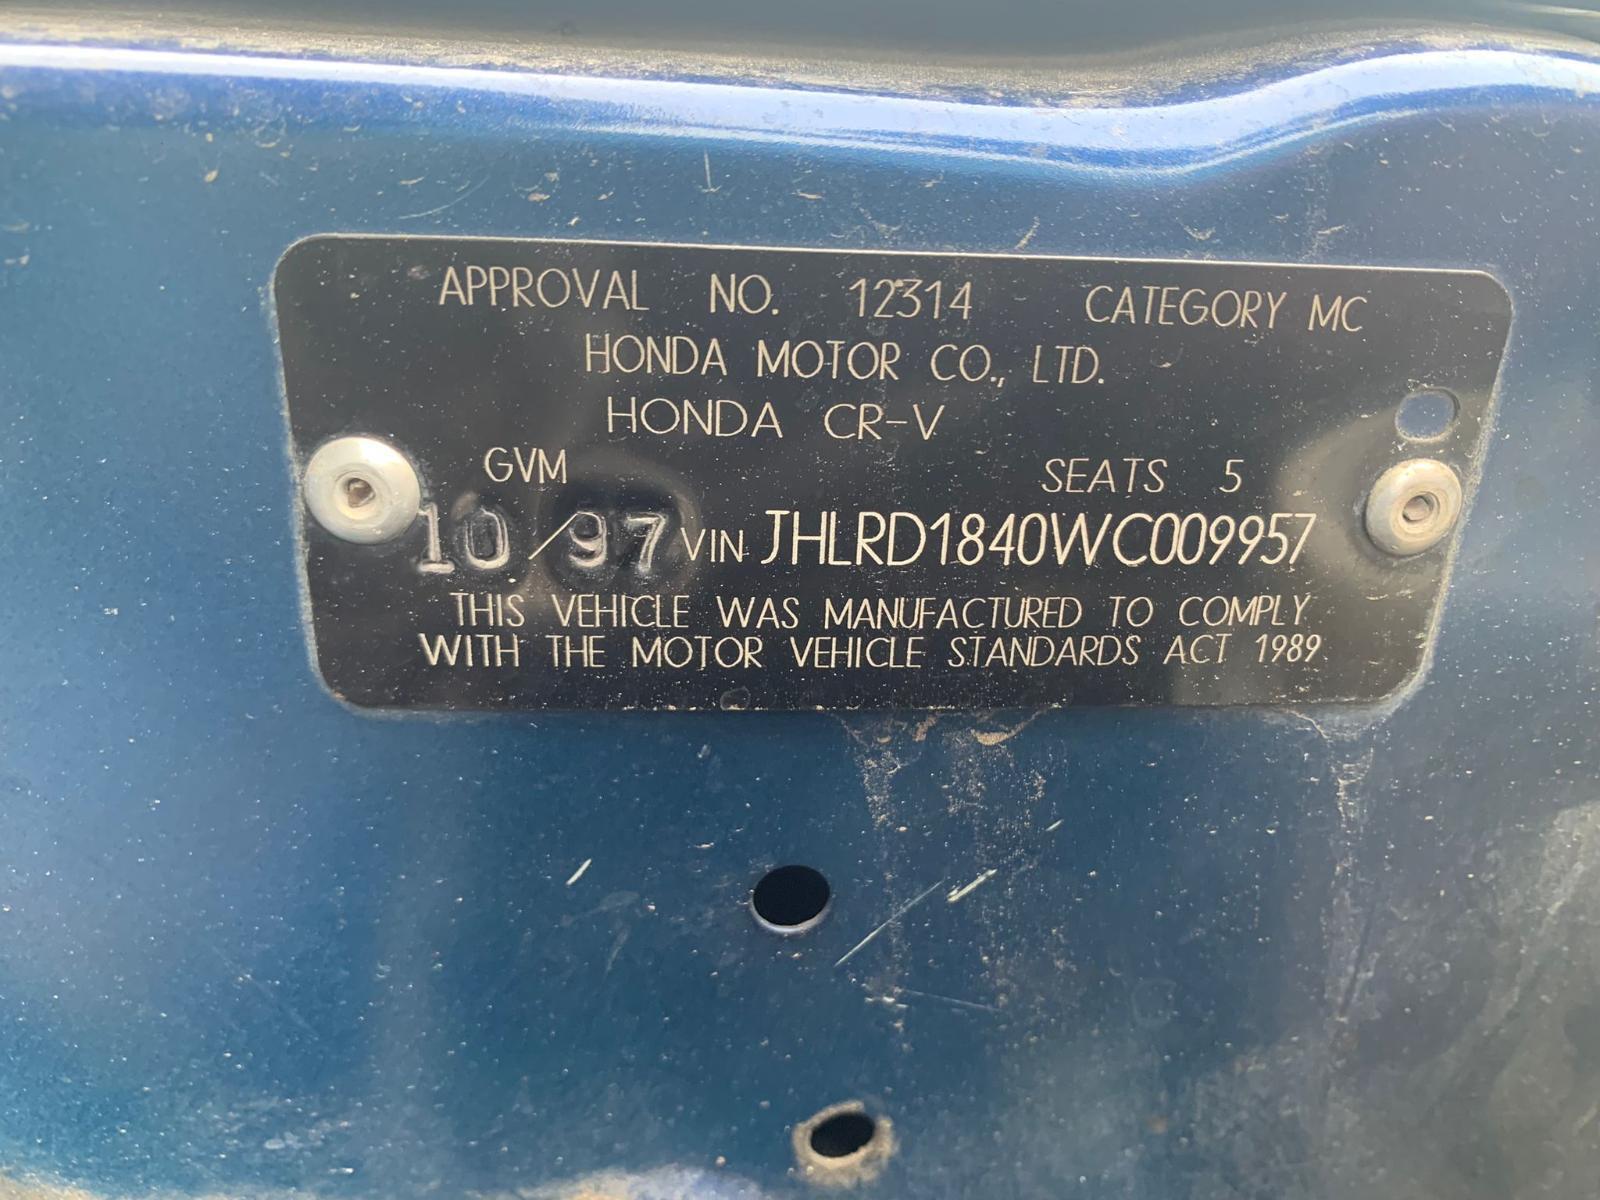 APPROVAL NO. 12314 CATEGORY MC
HONDA MOTOR CO., LTD.
HONDA CR-V
GVM SEATS 5
10/97 VIN JHLRD1840WC009957
THIS VEHICLE WAS MANUFACTURED TO COMPLY
WITH THE MOTOR VEHICLE STANDARDS ACT 1989